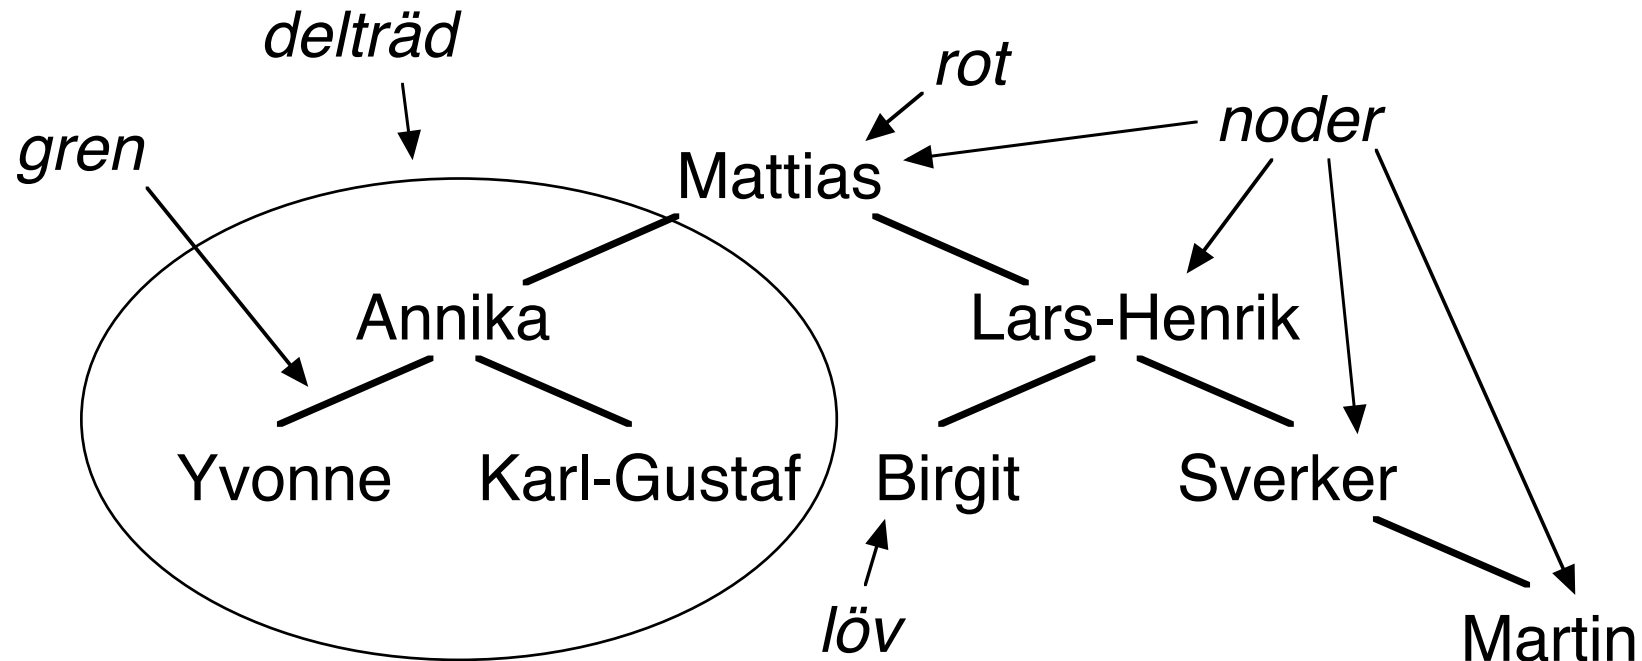 delträd
rot
noder
gren
Mattias
Annika
Lars-Henrik
Yvonne
Karl-Gustaf
Birgit
Sverker
löv
Martin